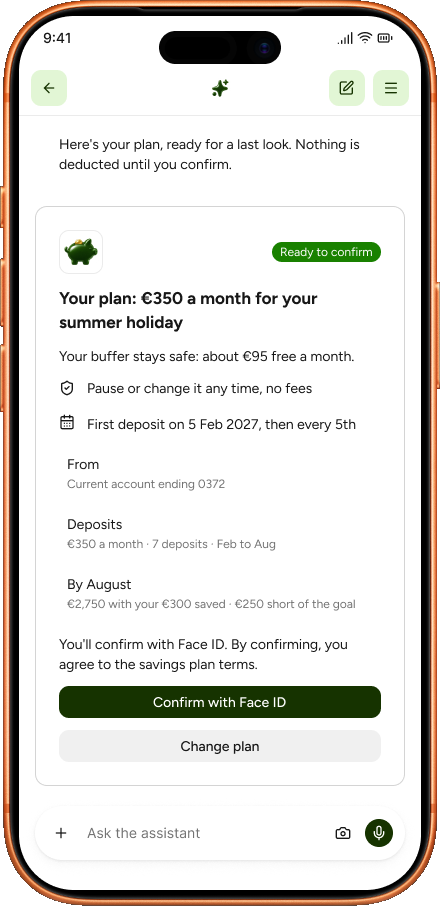 9:41
Here's your plan, ready for a last look. Nothing is
deducted until you confirm.
Ready to confirm
Your plan: €350 a month for your
summer holiday
Your buffer stays safe: about €95 free a month.
Pause or change it any time, no fees
First deposit on 5 Feb 2027, then every 5th
From
Current account ending 0372
Deposits
€350 a month · 7 deposits · Feb to Aug
By August
€2,750 with your €300 saved · €250 short of the goal
You'll confirm with Face ID. By confirming, you
agree to the savings plan terms.
Confirm with Face ID
Change plan
Ask the assistant